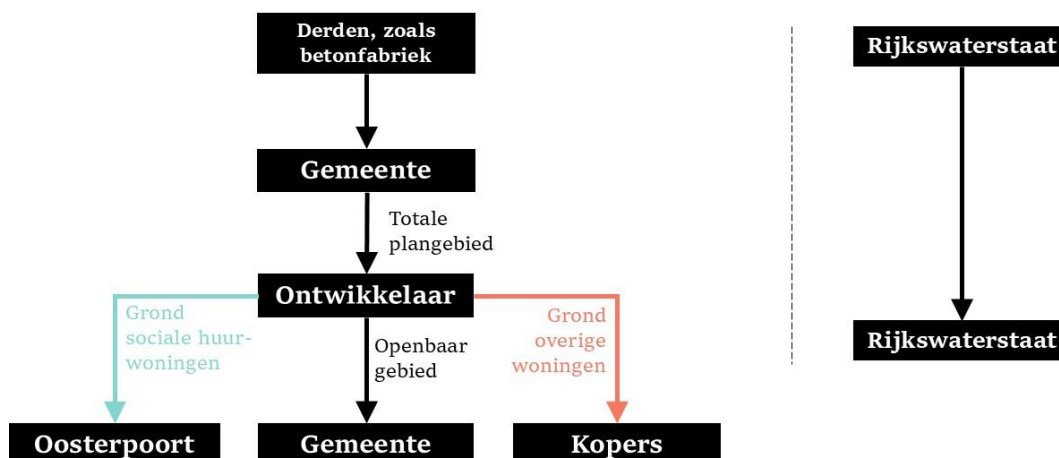 Derden, zoals
betonfabriek
Rijkswaterstaat
Gemeente
Totale
plangebied
Ontwikkelaar
Grond
sociale huur-
woningen
Openbaar
gebied
Grond
overige
woningen
Rijkswaterstaat
Oosterpoort
Gemeente
Kopers